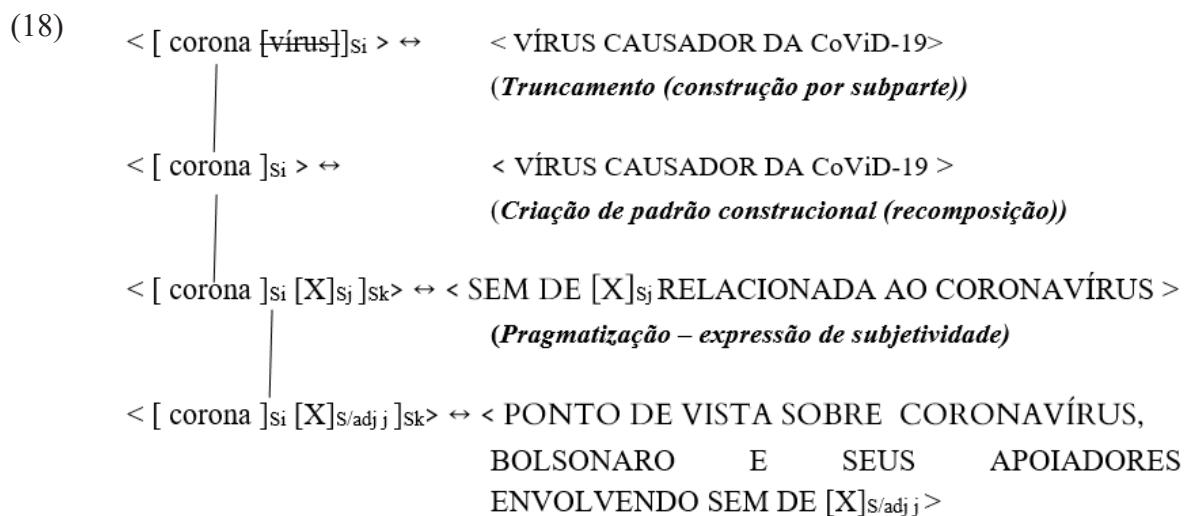 (18) < [ corona [vírus]]Si > ↔ < VÍRUS CAUSADOR DA CoViD-19>
(Truncamento (construção por subparte))
< [ corona ]Si > ↔ < VÍRUS CAUSADOR DA CoViD-19 >
(Criação de padrão construcional (recomposição))
< [ corona ]Si [X]Sj ]Sk> ↔ < SEM DE [X]Sj RELACIONADA AO CORONAVÍRUS >
(Pragmatização – expressão de subjetividade)
< [ corona ]Si [X]S/adj j ]Sk> ↔ < PONTO DE VISTA SOBRE CORONAVÍRUS,
BOLSONARO E SEUS APOIADORES
ENVOLVENDO SEM DE [X]S/adj j >